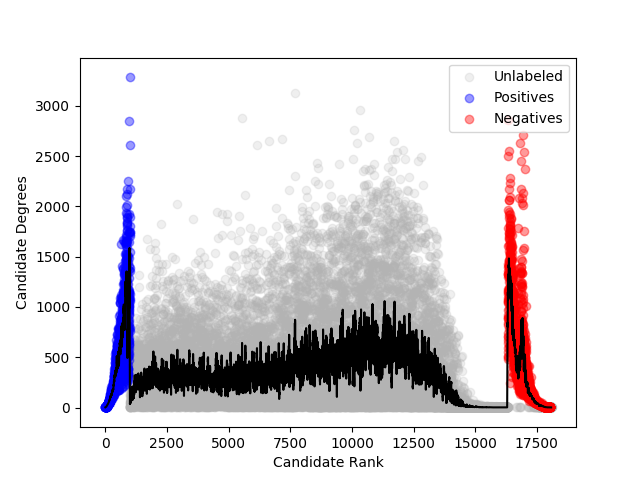 Unlabeled
Positives
Negatives
Candidate Degrees
3000
2500
2000
1500
1000
500
0
0 2500 5000 7500 10000 12500 15000 17500
Candidate Rank